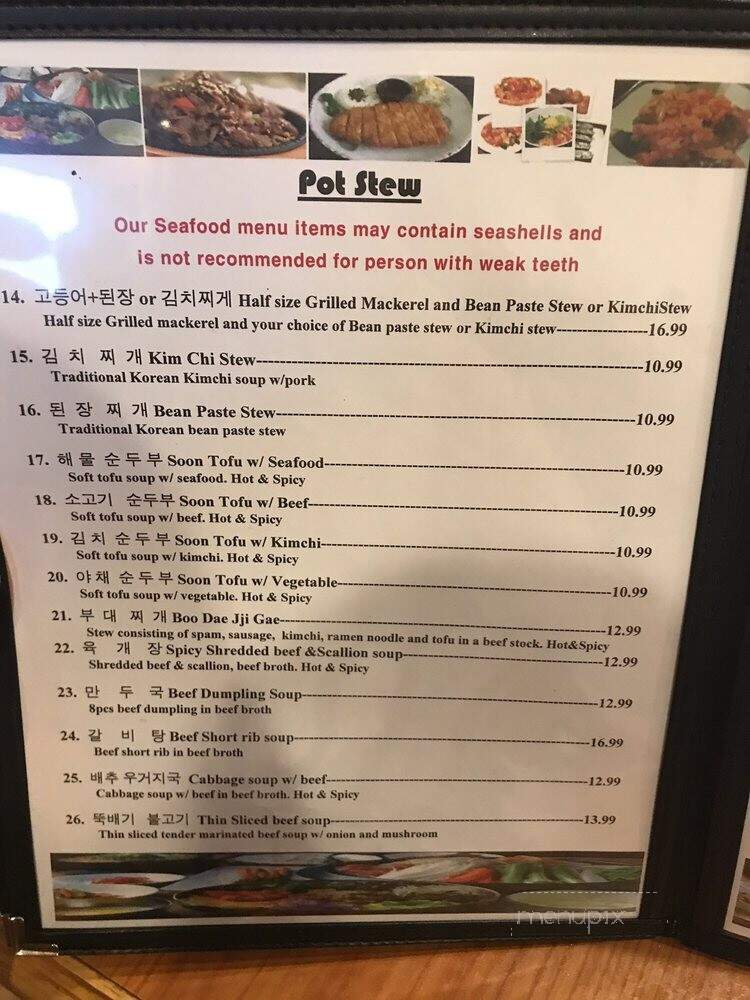 Pot Stew
Our Seafood menu items may contain seashells and
is not recommended for person with weak teeth
14. 고등어+된장 or 김치찌게 Half size Grilled Mackerel and Bean Paste Stew or KimchiStew
Half size Grilled mackerel and your choice of Bean paste stew or Kimchi stew-------------------16.99
15. 김 치 찌 개 Kim Chi Stew----------------------------------------------------------------10.99
Traditional Korean Kimchi soup w/pork
16. 된 장 찌 개 Bean Paste Stew------------------------------------------------------------10.99
Traditional Korean bean paste stew
17. 해 물 순 두 부 Soon Tofu w/ Seafood--------------------------------------------------10.99
Soft tofu soup w/ seafood. Hot & Spicy
18. 소고기 순두부 Soon Tofu w/ Beef----------------------------------------------------10.99
Soft tofu soup w/ beef. Hot & Spicy
19. 김 치 순 두 부 Soon Tofu w/ Kimchi-------------------------------------------------10.99
Soft tofu soup w/ kimchi. Hot & Spicy
20. 야 채 순 두 부 Soon Tofu w/ Vegetable----------------------------------------------10.99
Soft tofu soup w/ vegetable. Hot & Spicy
21. 부 대 찌 개 Boo Dae Jji Gae-------------------------------------------------------12.99
Stew consisting of spam, sausage, kimchi, ramen noodle and tofu in a beef stock. Hot&Spicy
22. 육 개 장 Spicy Shredded beef &Scallion soup----------------------------------12.99
Shredded beef & scallion, beef broth. Hot & Spicy
23. 만 두 국 Beef Dumpling Soup--------------------------------------------------12.99
8pcs beef dumpling in beef broth
24. 갈 비 탕 Beef Short rib soup---------------------------------------------------16.99
Beef short rib in beef broth
25. 배추 우거지국 Cabbage soup w/ beef--------------------------------------------12.99
Cabbage soup w/ beef in beef broth. Hot & Spicy
26. 뚝배기 불고기 Thin Sliced beef soup-------------------------------------------13.99
Thin sliced tender marinated beef soup w/ onion and mushroom
menupix